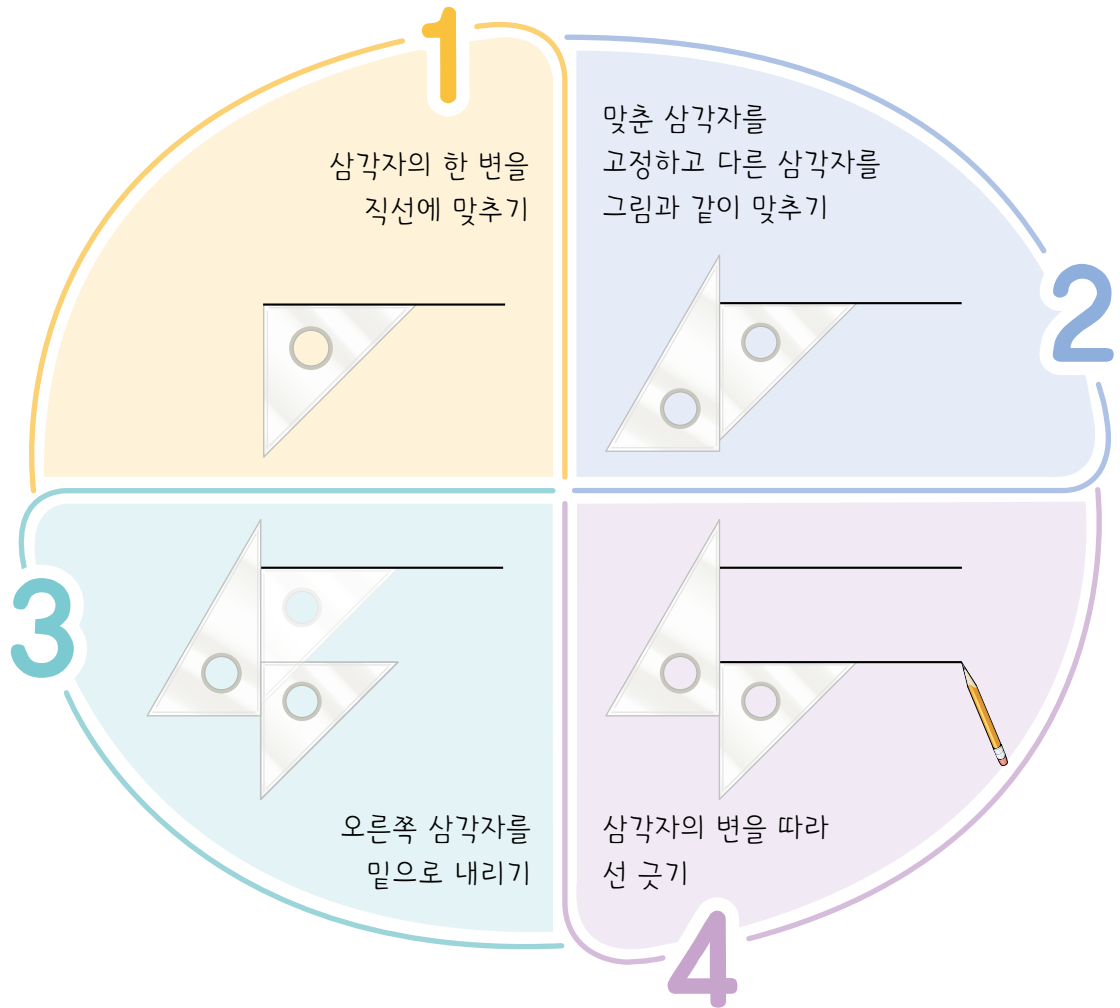 1
삼각자의 한 변을
직선에 맞추기
2
맞춘 삼각자를
고정하고 다른 삼각자를
그림과 같이 맞추기
3
오른쪽 삼각자를
밑으로 내리기
4
삼각자의 변을 따라
선 긋기